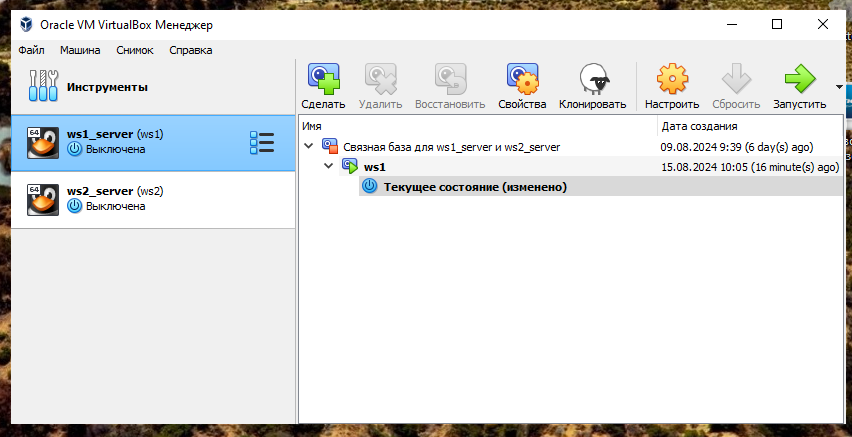 Oracle VM VirtualBox Менеджер
Файл Машина Снимок Справка
Инструменты
Сделать Удалить Восстановить Свойства Клонировать Настроить Сбросить Запустить
64
ws1_server (ws1)
Выключена
64
ws2_server (ws2)
Выключена
Имя Дата создания
Связная база для ws1_server и ws2_server 09.08.2024 9:39 (6 day(s) ago)
ws1 15.08.2024 10:05 (16 minute(s) ago)
Текущее состояние (изменено)